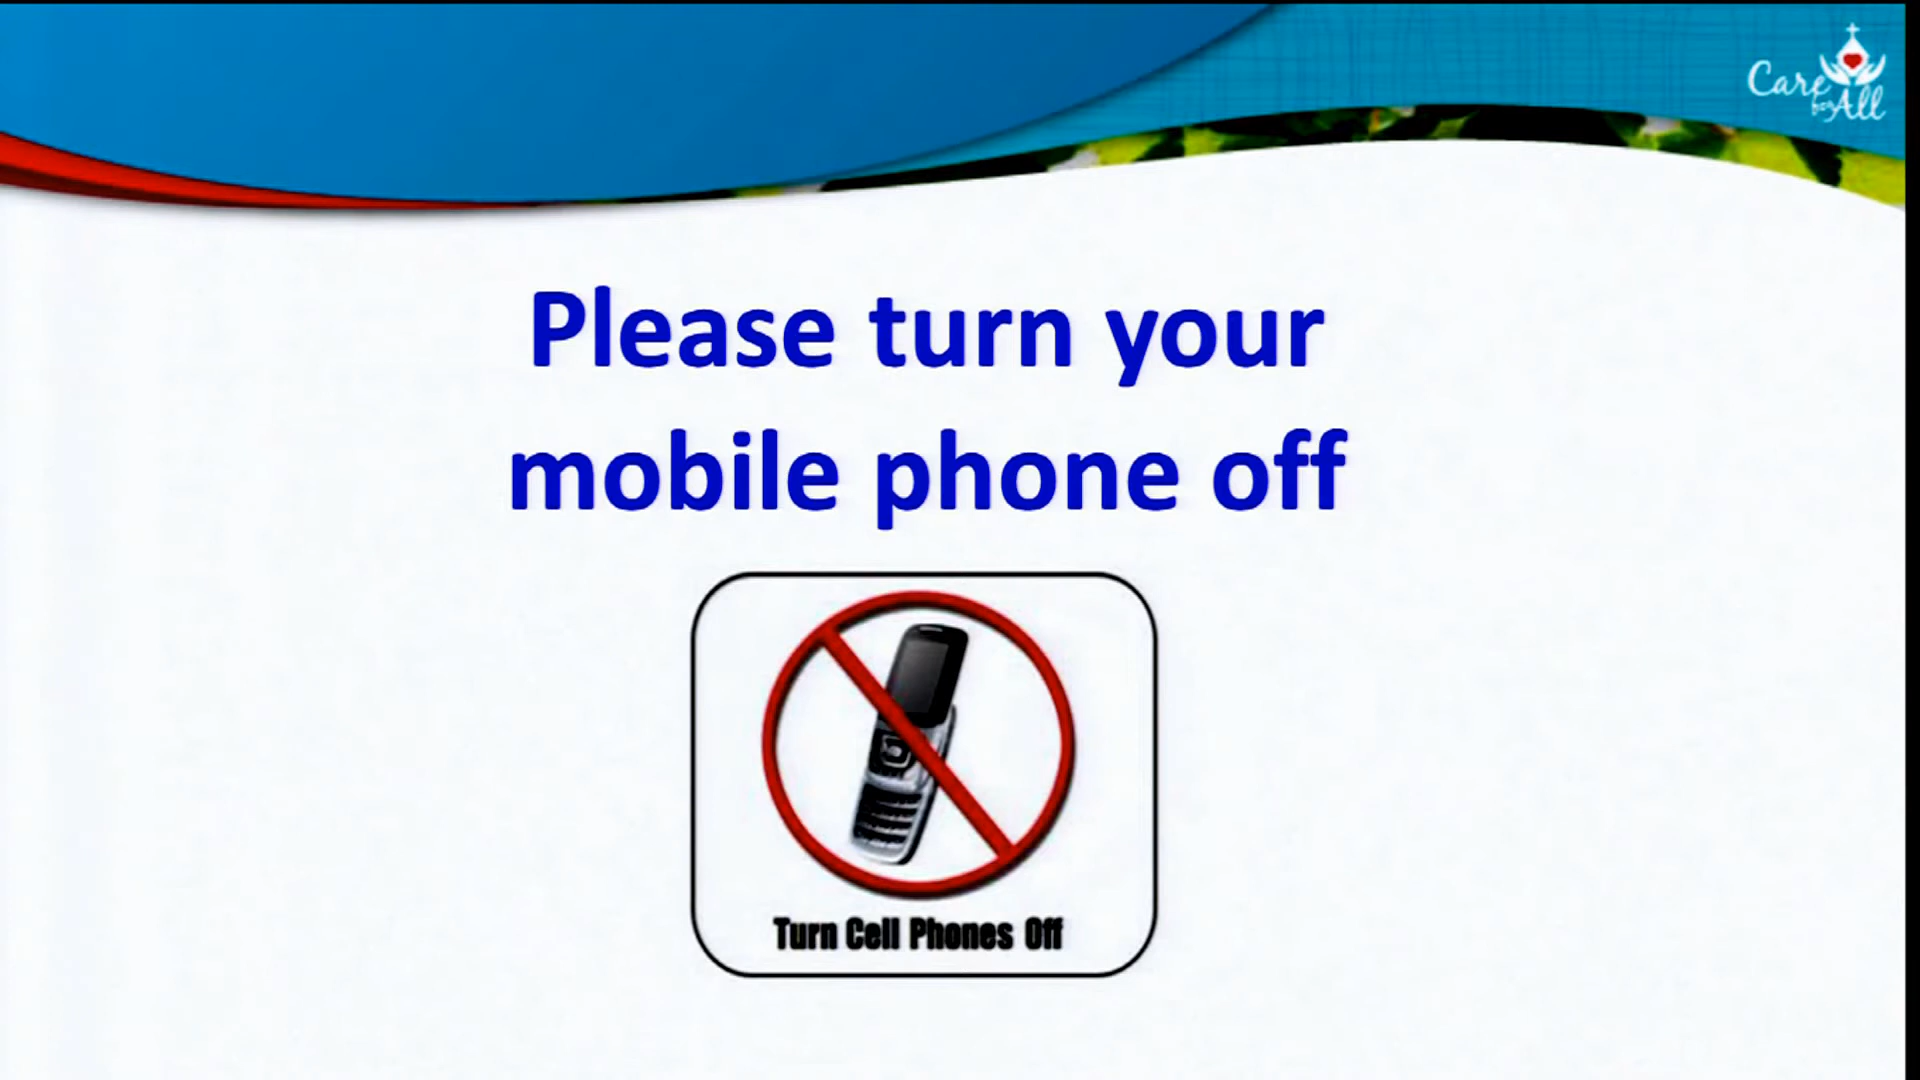 Care
for All
Please turn your
mobile phone off
Turn Cell Phones Off